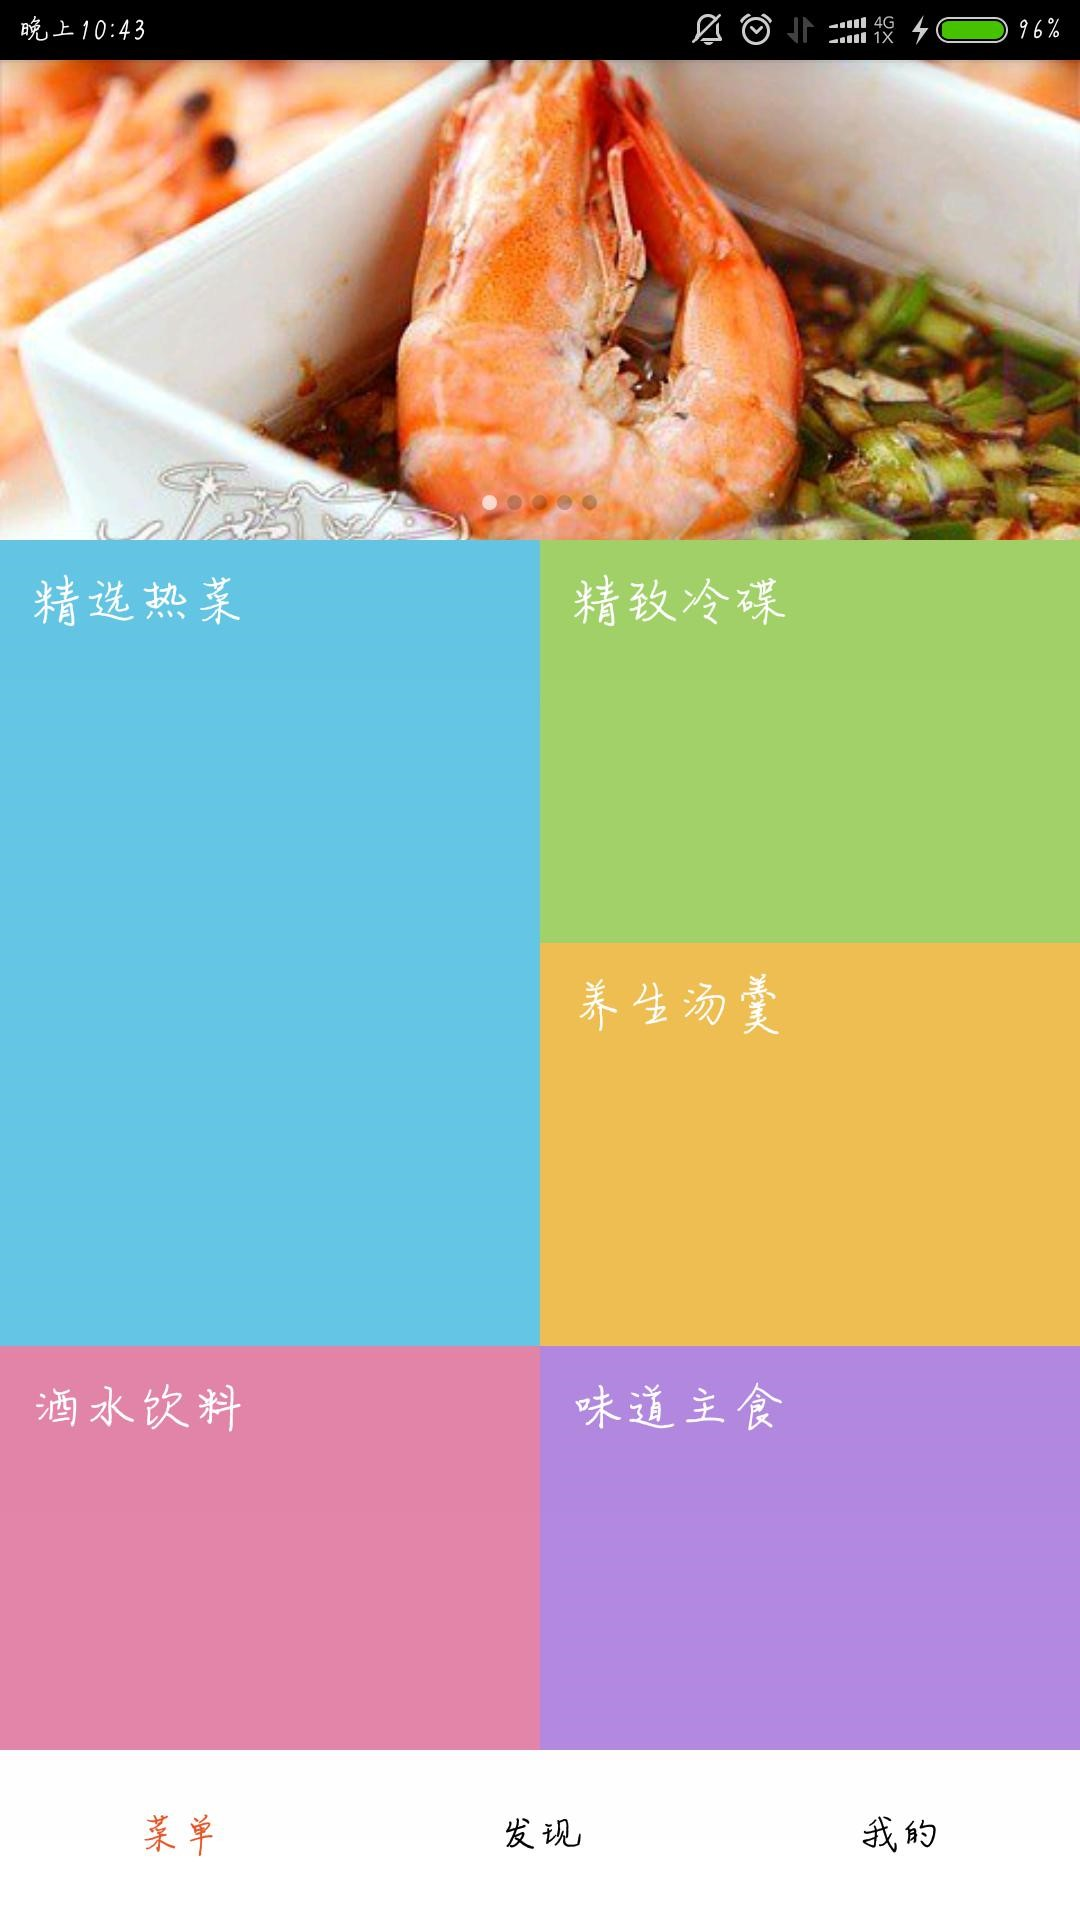 晚上10:43
4G
1X
96%
精选热菜
精致冷碟
养生汤羹
酒水饮料
味道主食
菜单
发现
我的